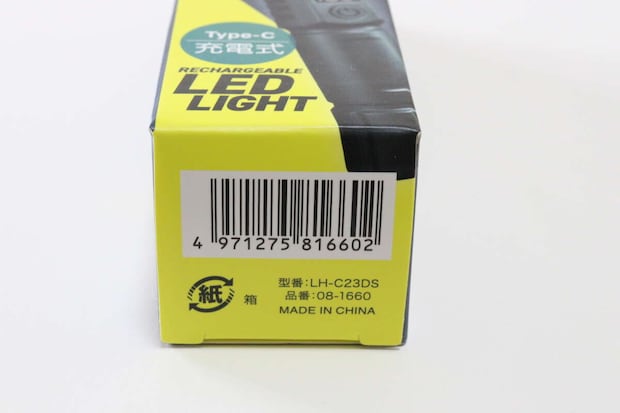 Type-C
充電式
RECHARGEABLE
LED
LIGHT
4 971275 816602
紙 箱
型番:LH-C23DS
品番:08-1660
MADE IN CHINA